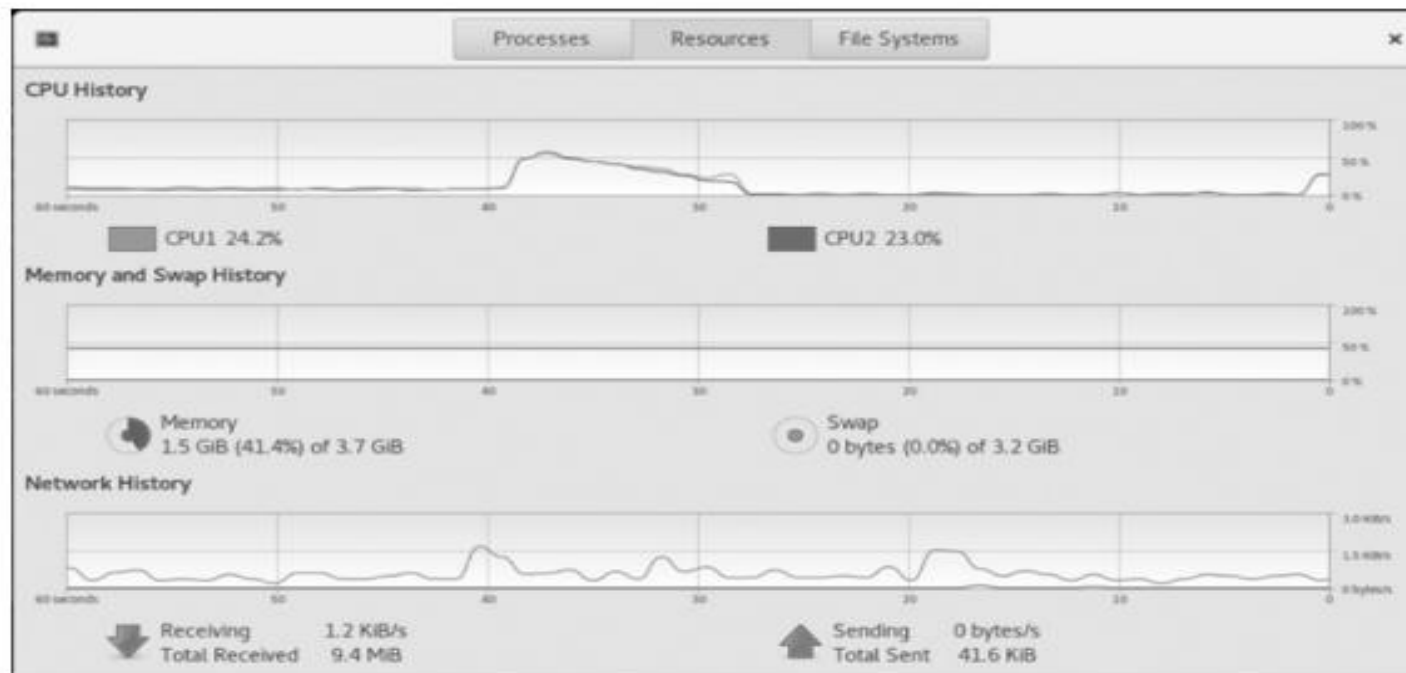 Processes Resources File Systems
CPU History
100 %
50 %
0 %
60 seconds 50 40 30 20 10 0
CPU1 24.2% CPU2 23.0%
Memory and Swap History
100 %
50 %
0 %
60 seconds 50 40 30 20 10 0
Memory Swap
1.5 GiB (41.4%) of 3.7 GiB 0 bytes (0.0%) of 3.2 GiB
Network History
3.0 KiB/s
1.5 KiB/s
0 bytes/s
60 seconds 50 40 30 20 10 0
Receiving 1.2 KiB/s Sending 0 bytes/s
Total Received 9.4 MiB Total Sent 41.6 KiB